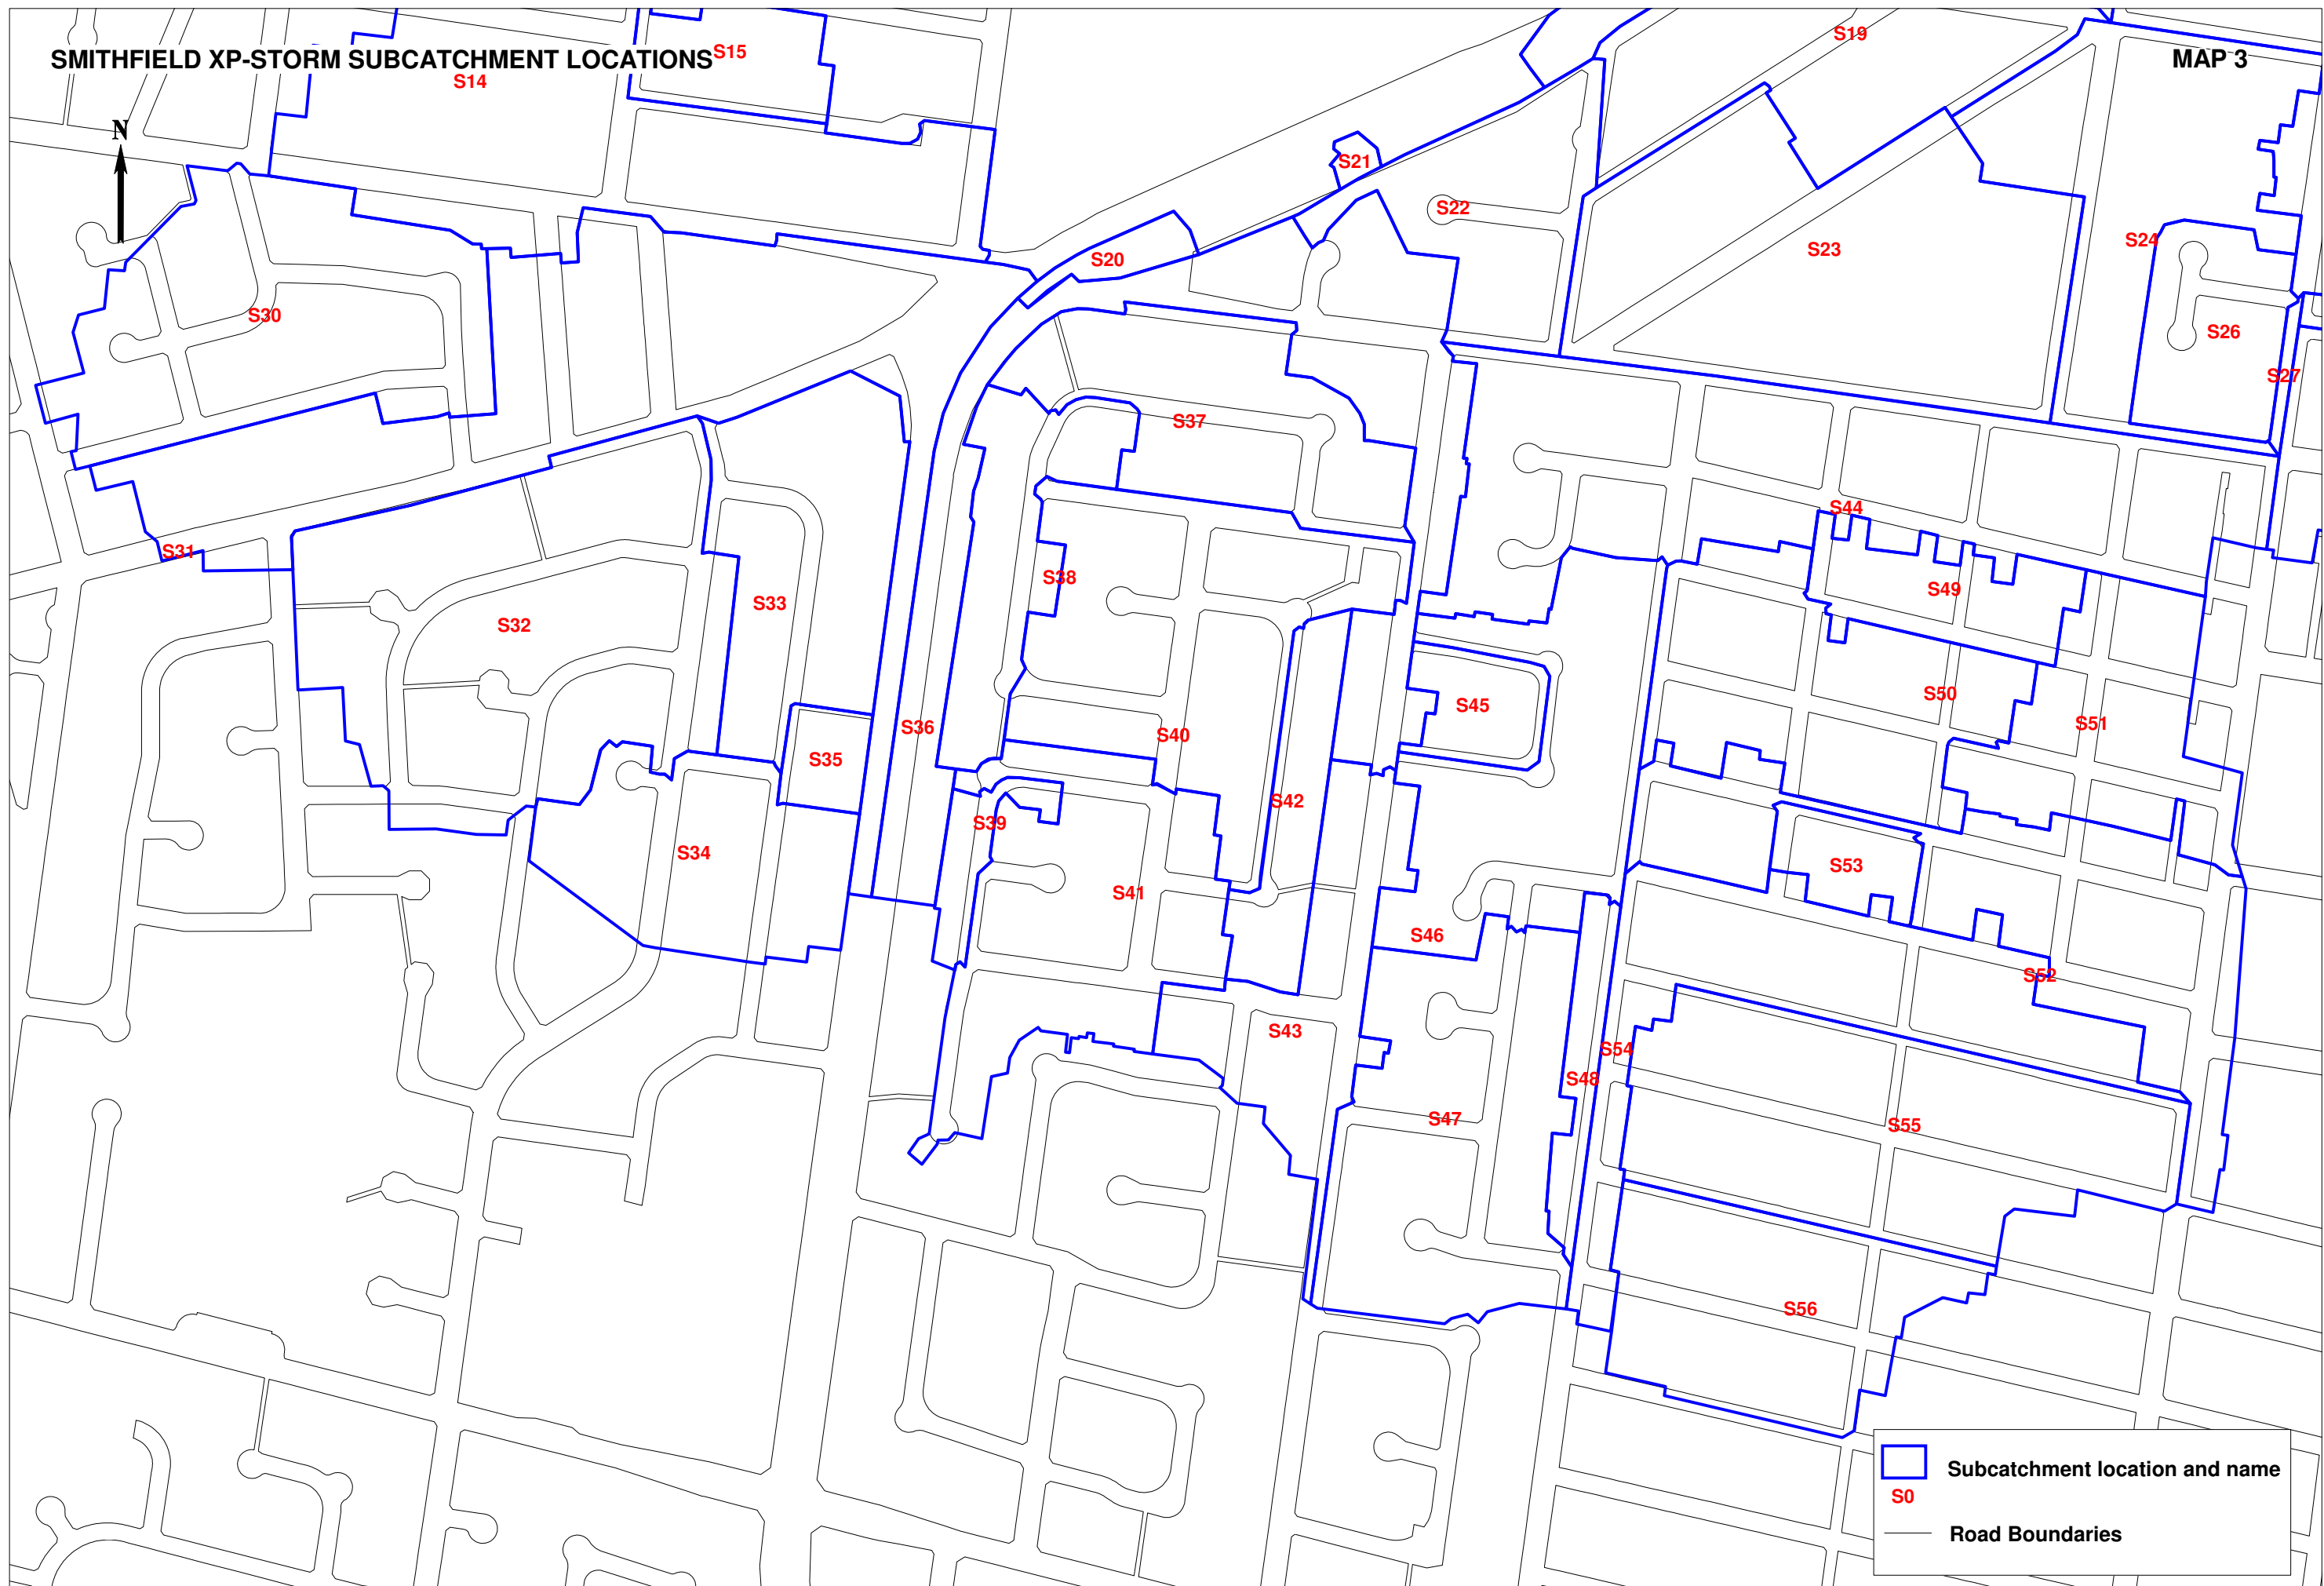 SMITHFIELD XP-STORM SUBCATCHMENT LOCATIONS
MAP 3
N
S14
S15
S19
S20
S21
S22
S23
S24
S26
S27
S30
S31
S32
S33
S34
S35
S36
S37
S38
S39
S40
S41
S42
S43
S44
S45
S46
S47
S48
S49
S50
S51
S52
S53
S54
S55
S56
Subcatchment location and name
S0
Road Boundaries